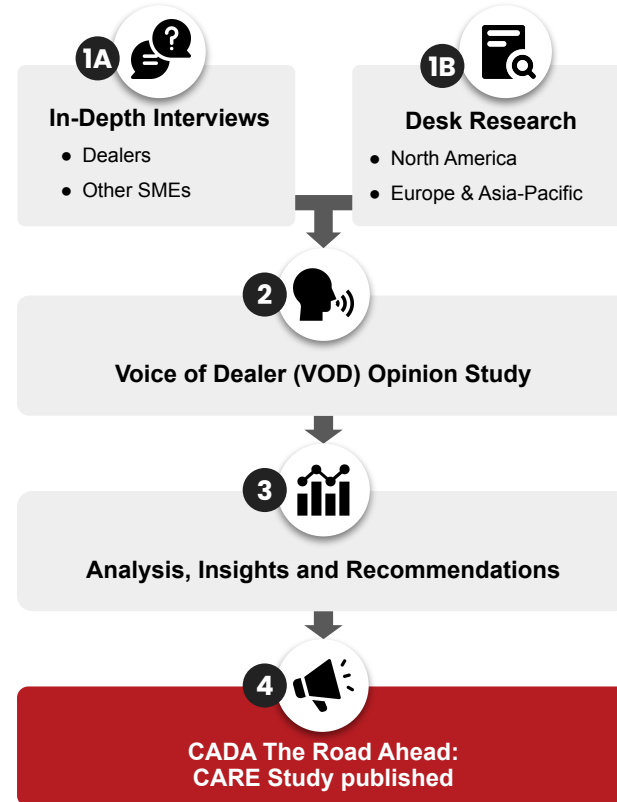 1A
In-Depth Interviews
● Dealers
● Other SMEs
1B
Desk Research
● North America
● Europe & Asia-Pacific
2
Voice of Dealer (VOD) Opinion Study
3
Analysis, Insights and Recommendations
4
CADA The Road Ahead:
CARE Study published